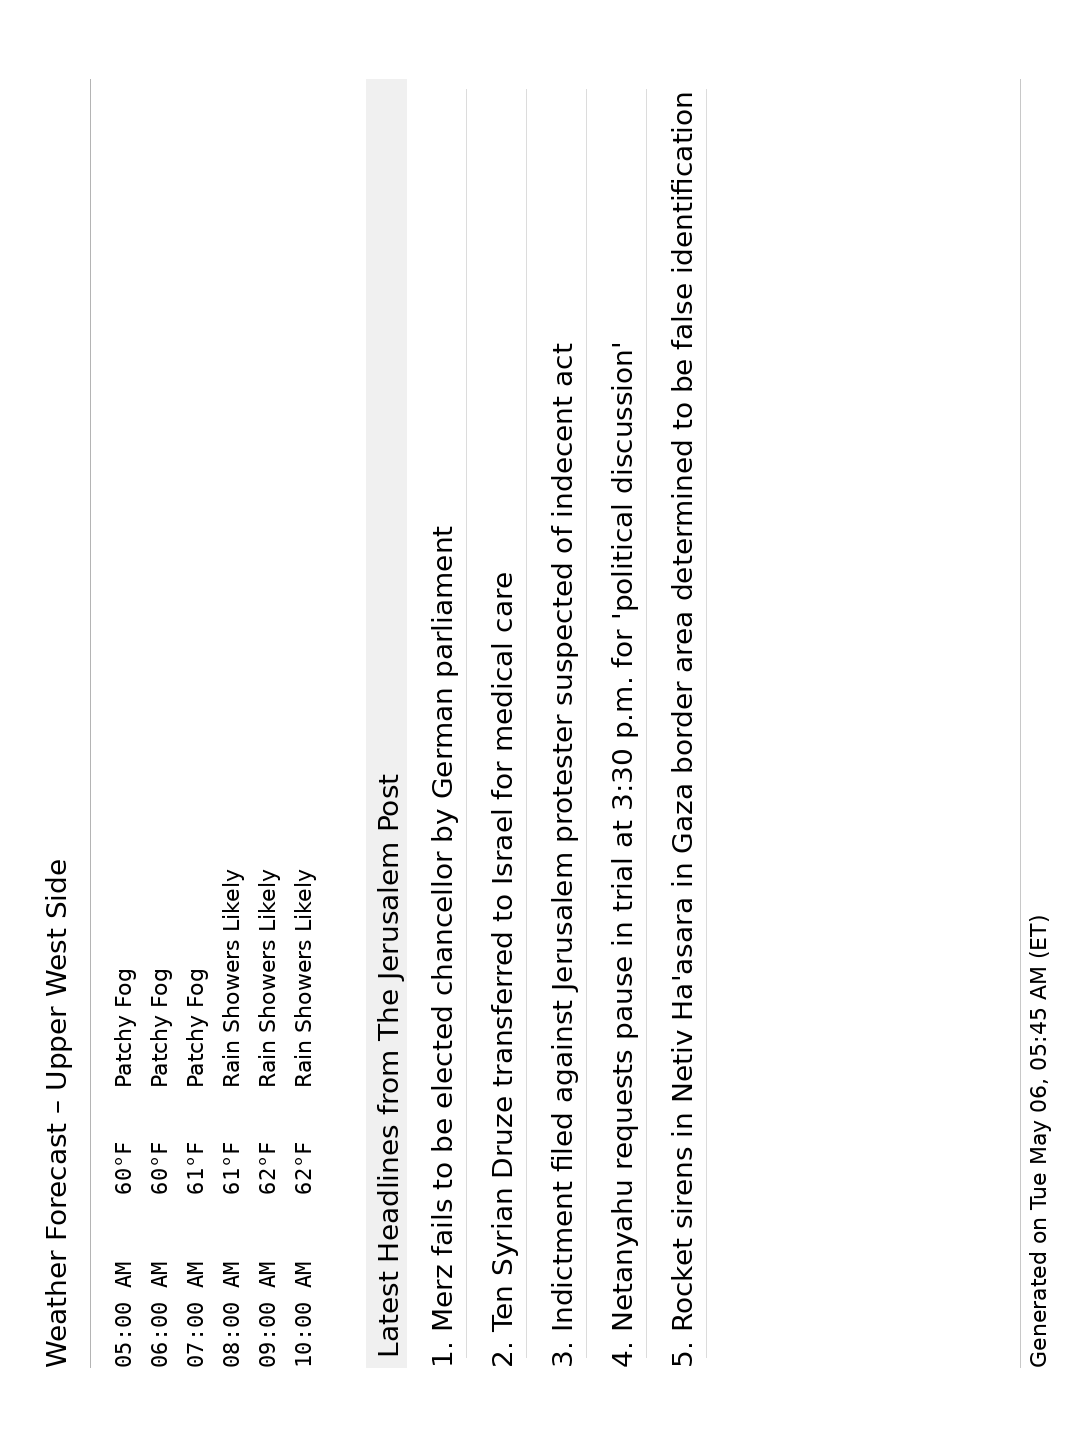 Weather Forecast – Upper West Side
05:00 AM 60°F Patchy Fog
06:00 AM 60°F Patchy Fog
07:00 AM 61°F Patchy Fog
08:00 AM 61°F Rain Showers Likely
09:00 AM 62°F Rain Showers Likely
10:00 AM 62°F Rain Showers Likely
Latest Headlines from The Jerusalem Post
1. Merz fails to be elected chancellor by German parliament
2. Ten Syrian Druze transferred to Israel for medical care
3. Indictment filed against Jerusalem protester suspected of indecent act
4. Netanyahu requests pause in trial at 3:30 p.m. for 'political discussion'
5. Rocket sirens in Netiv Ha'asara in Gaza border area determined to be false identification
Generated on Tue May 06, 05:45 AM (ET)